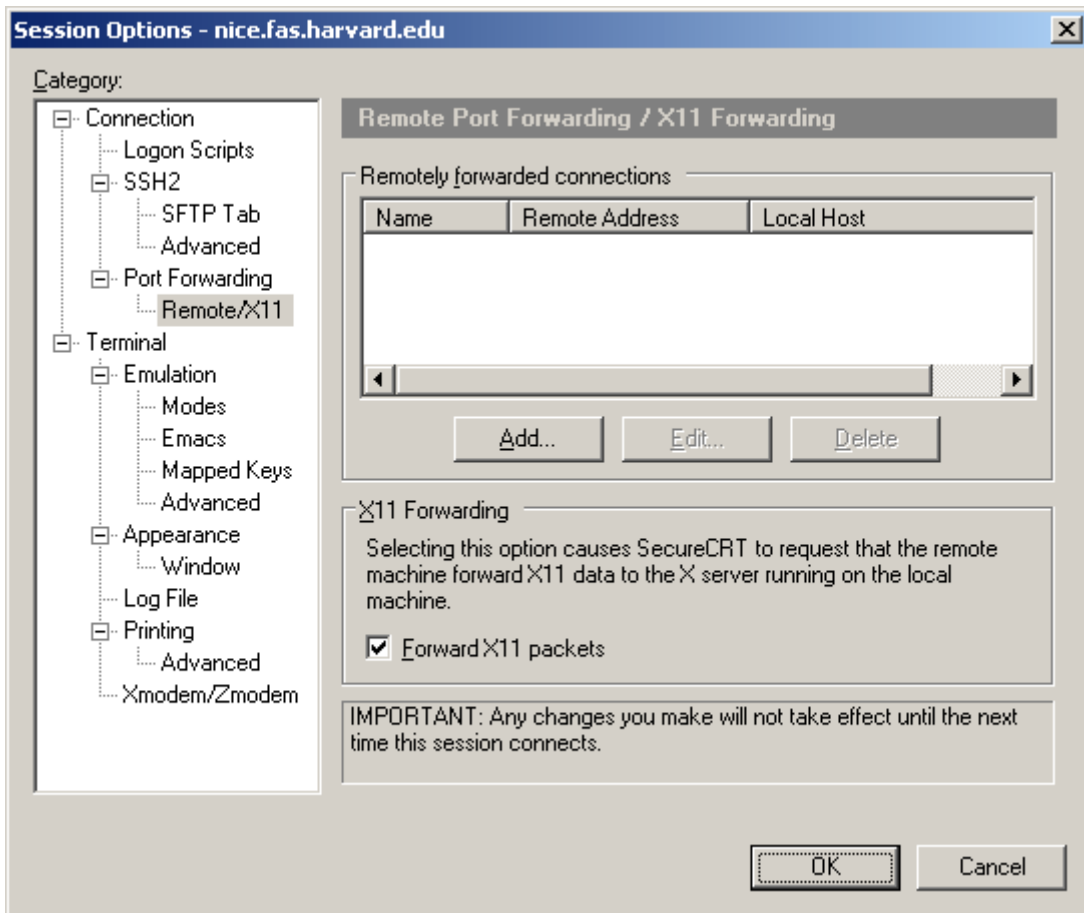 Session Options - nice.fas.harvard.edu
Category:
Connection
Logon Scripts
SSH2
SFTP Tab
Advanced
Port Forwarding
Remote/X11
Terminal
Emulation
Modes
Emacs
Mapped Keys
Advanced
Appearance
Window
Log File
Printing
Advanced
Xmodem/Zmodem
Remote Port Forwarding / X11 Forwarding
Remotely forwarded connections
Name Remote Address Local Host
Add... Edit... Delete
X11 Forwarding
Selecting this option causes SecureCRT to request that the remote
machine forward X11 data to the X server running on the local
machine.
Forward X11 packets
IMPORTANT: Any changes you make will not take effect until the next
time this session connects.
OK Cancel